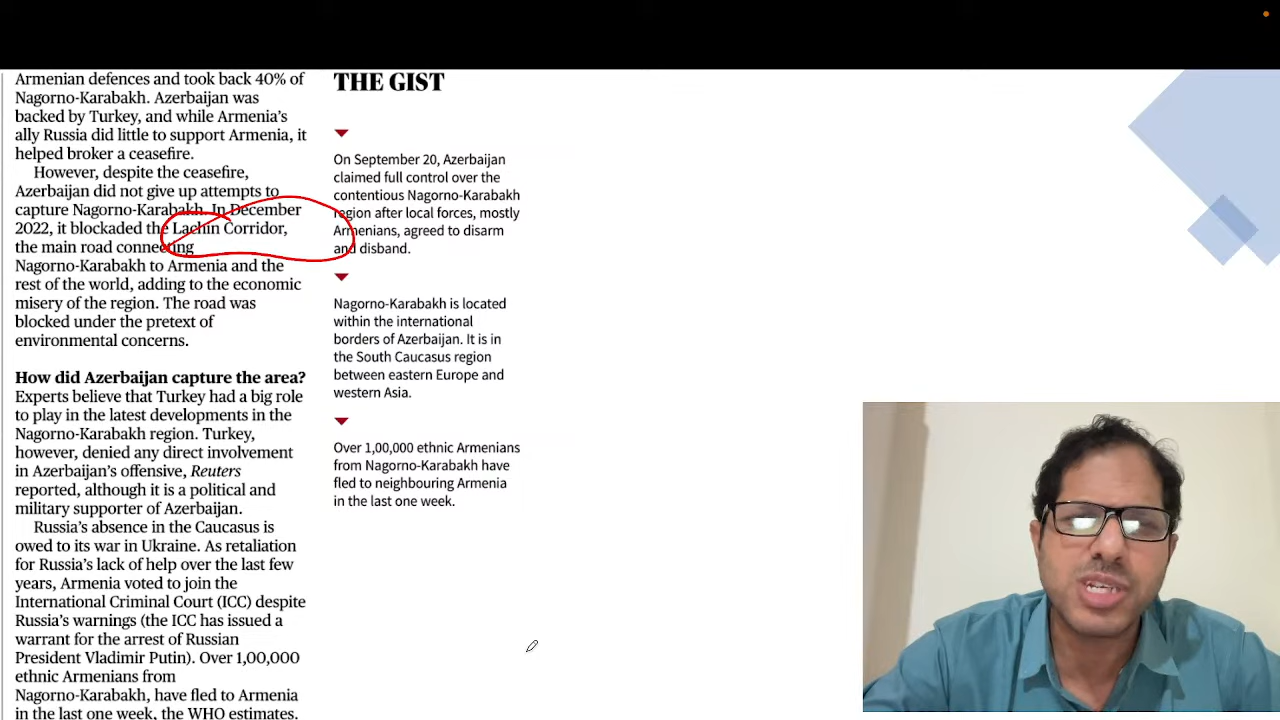 Armenian defences and took back 40% of
Nagorno-Karabakh. Azerbaijan was
backed by Turkey, and while Armenia's
ally Russia did little to support Armenia, it
helped broker a ceasefire.
However, despite the ceasefire,
Azerbaijan did not give up attempts to
capture Nagorno-Karabakh. In December
2022, it blockaded the Lachin Corridor,
the main road connecting
Nagorno-Karabakh to Armenia and the
rest of the world, adding to the economic
misery of the region. The road was
blocked under the pretext of
environmental concerns.
How did Azerbaijan capture the area?
Experts believe that Turkey had a big role
to play in the latest developments in the
Nagorno-Karabakh region. Turkey,
however, denied any direct involvement
in Azerbaijan's offensive, Reuters
reported, although it is a political and
military supporter of Azerbaijan.
Russia's absence in the Caucasus is
owed to its war in Ukraine. As retaliation
for Russia's lack of help over the last few
years, Armenia voted to join the
International Criminal Court (ICC) despite
Russia's warnings (the ICC has issued a
warrant for the arrest of Russian
President Vladimir Putin). Over 1,00,000
ethnic Armenians from
Nagorno-Karabakh, have fled to Armenia
in the last one week, the WHO estimates.
THE GIST
On September 20, Azerbaijan
claimed full control over the
contentious Nagorno-Karabakh
region after local forces, mostly
Armenians, agreed to disarm
and disband.
Nagorno-Karabakh is located
within the international
borders of Azerbaijan. It is in
the South Caucasus region
between eastern Europe and
western Asia.
Over 1,00,000 ethnic Armenians
from Nagorno-Karabakh have
fled to neighbouring Armenia
in the last one week.